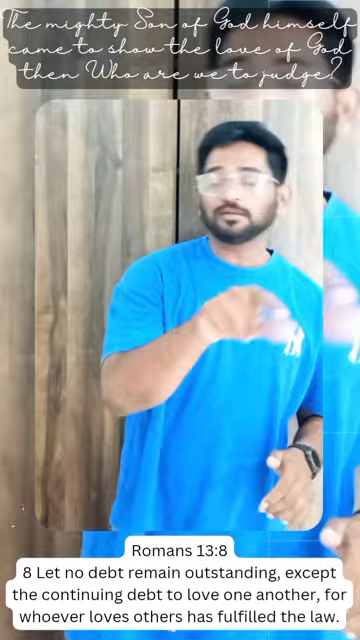 The mighty Son of God himself
came to show the love of God
then Who are we to judge?
NY
Romans 13:8
8 Let no debt remain outstanding, except
the continuing debt to love one another, for
whoever loves others has fulfilled the law.